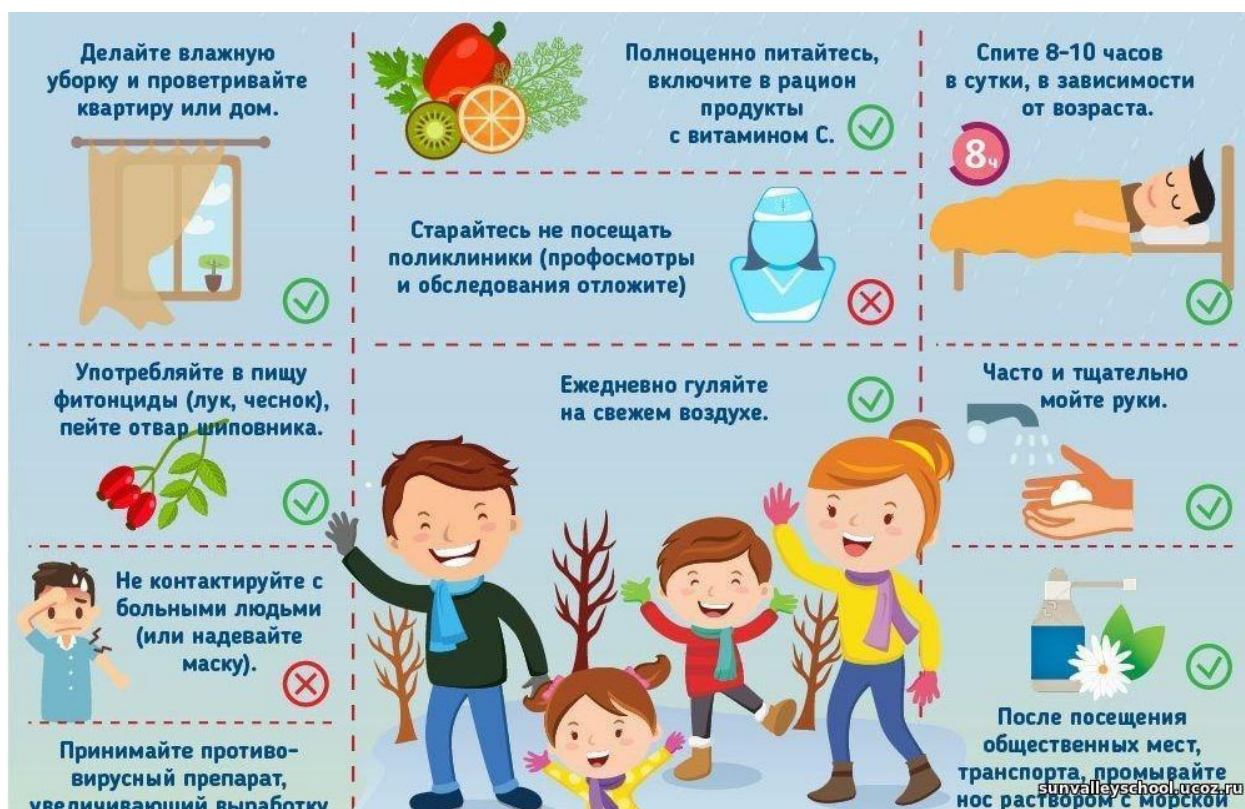 Делайте влажную
уборку и проветривайте
квартиру или дом.
Полноценно питайтесь,
включите в рацион
продукты
с витамином С.
Спите 8–10 часов
в сутки, в зависимости
от возраста.
8ч
Старайтесь не посещать
поликлиники (профосмотры
и обследования отложите)
Употребляйте в пищу
фитонциды (лук, чеснок),
пейте отвар шиповника.
Ежедневно гуляйте
на свежем воздухе.
Часто и тщательно
мойте руки.
Не контактируйте с
больными людьми
(или надевайте
маску).
Принимайте противо-
вирусный препарат,
увеличивающий выработку
После посещения
общественных мест,
транспорта, промывайте
нос раствором с морской
sunvalleyschool.ucoz.ru